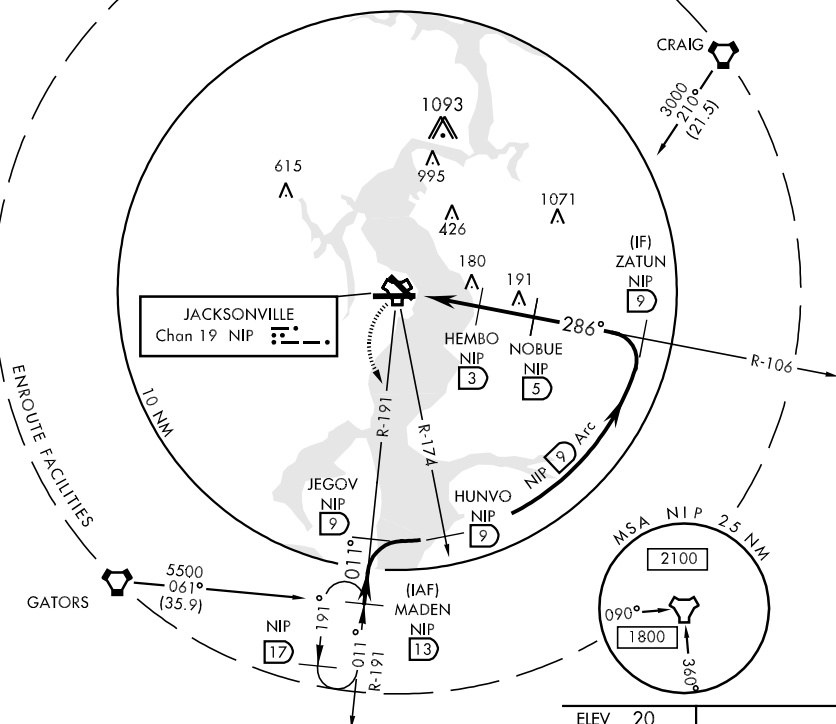 CRAIG
3000
210°
(21.5)
1093
995
615
426
1071
180
191
(IF)
ZATUN
NIP
9
JACKSONVILLE
Chan 19 NIP
HEMBO
NIP
3
NOBUE
NIP
5
286°
R-106
10 NM
ENROUTE FACILITIES
R-191
R-174
NIP 9 Arc
JEGOV
NIP
9
HUNVO
NIP
9
011°
GATORS
5500
061°
(35.9)
191°
011°
R-191
NIP
17
(IAF)
MADEN
NIP
13
MSA NIP 25 NM
2100
090°
1800
360°
ELEV 20